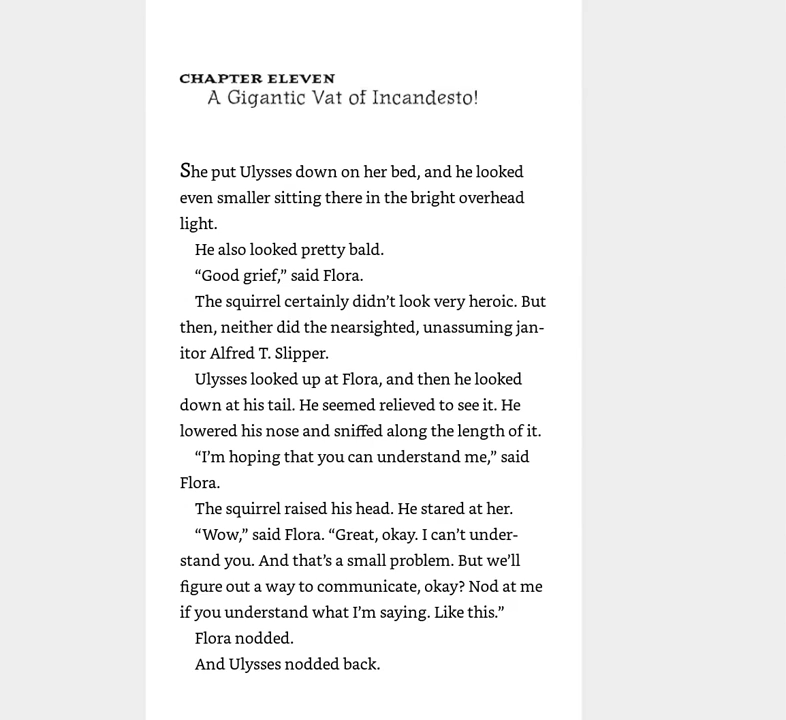 CHAPTER ELEVEN
A Gigantic Vat of Incandesto!
She put Ulysses down on her bed, and he looked
even smaller sitting there in the bright overhead
light.
He also looked pretty bald.
“Good grief,” said Flora.
The squirrel certainly didn’t look very heroic. But
then, neither did the nearsighted, unassuming jan-
itor Alfred T. Slipper.
Ulysses looked up at Flora, and then he looked
down at his tail. He seemed relieved to see it. He
lowered his nose and sniffed along the length of it.
“I’m hoping that you can understand me,” said
Flora.
The squirrel raised his head. He stared at her.
“Wow,” said Flora. “Great, okay. I can’t under-
stand you. And that’s a small problem. But we’ll
figure out a way to communicate, okay? Nod at me
if you understand what I’m saying. Like this.”
Flora nodded.
And Ulysses nodded back.